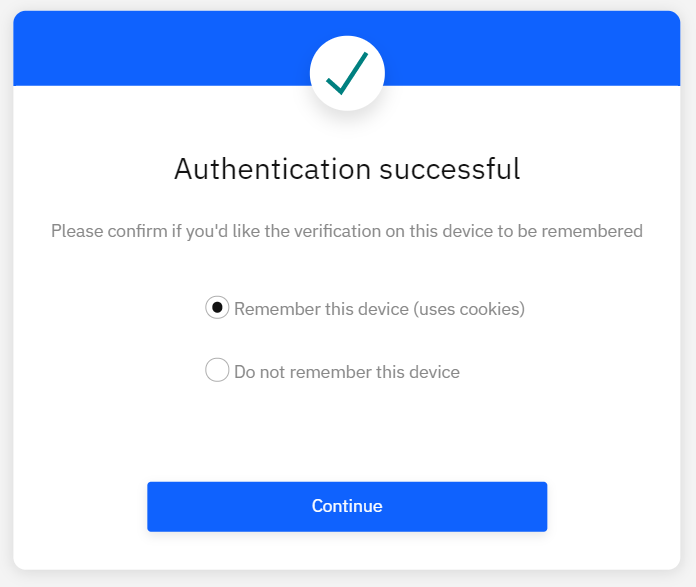 Authentication successful
Please confirm if you'd like the verification on this device to be remembered
Remember this device (uses cookies)
Do not remember this device
Continue